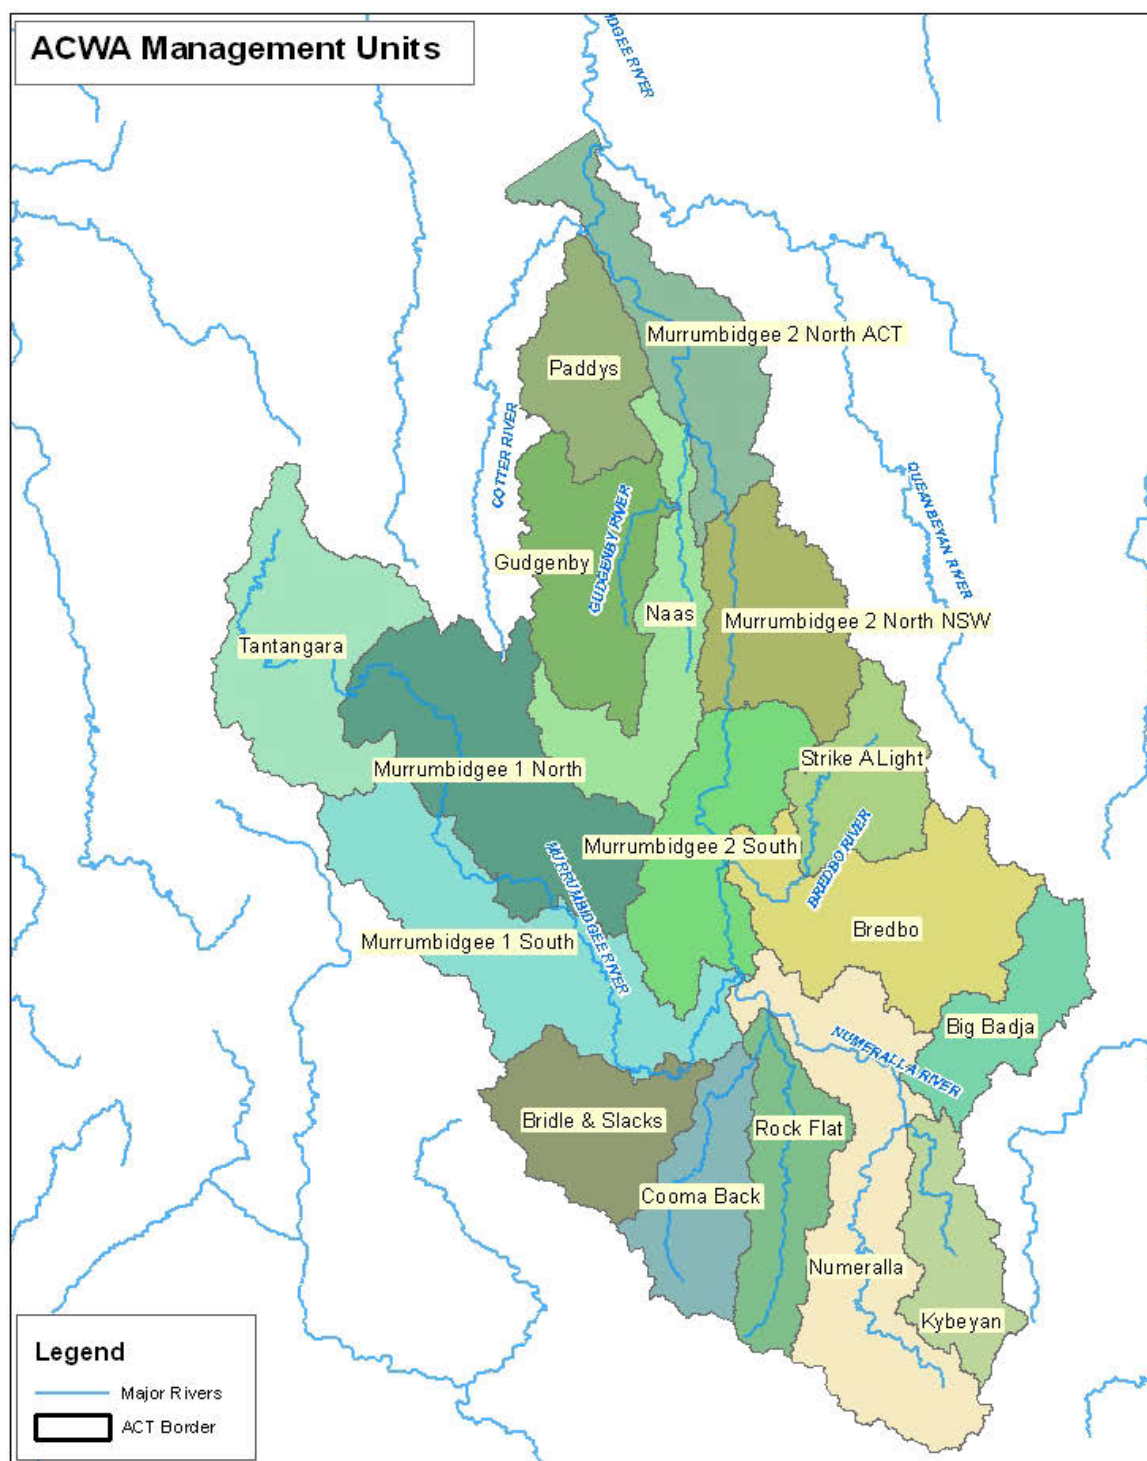 ACWA Management Units
DGEE RIVER
Murrumbidgee 2 North ACT
Paddys
COTTER RIVER
QUEANBEYAN RIVER
GUDGENBY RIVER
Gudgenby
Naas
Murrumbidgee 2 North NSW
Tantangara
Strike A Light
Murrumbidgee 1 North
Murrumbidgee 2 South
BREDBO RIVER
MURRUMBIDGEE RIVER
Bredbo
Murrumbidgee 1 South
Big Badja
NUMERALLA RIVER
Bridle & Slacks
Rock Flat
Cooma Back
Numeralla
Kybeyan
Legend
Major Rivers
ACT Border